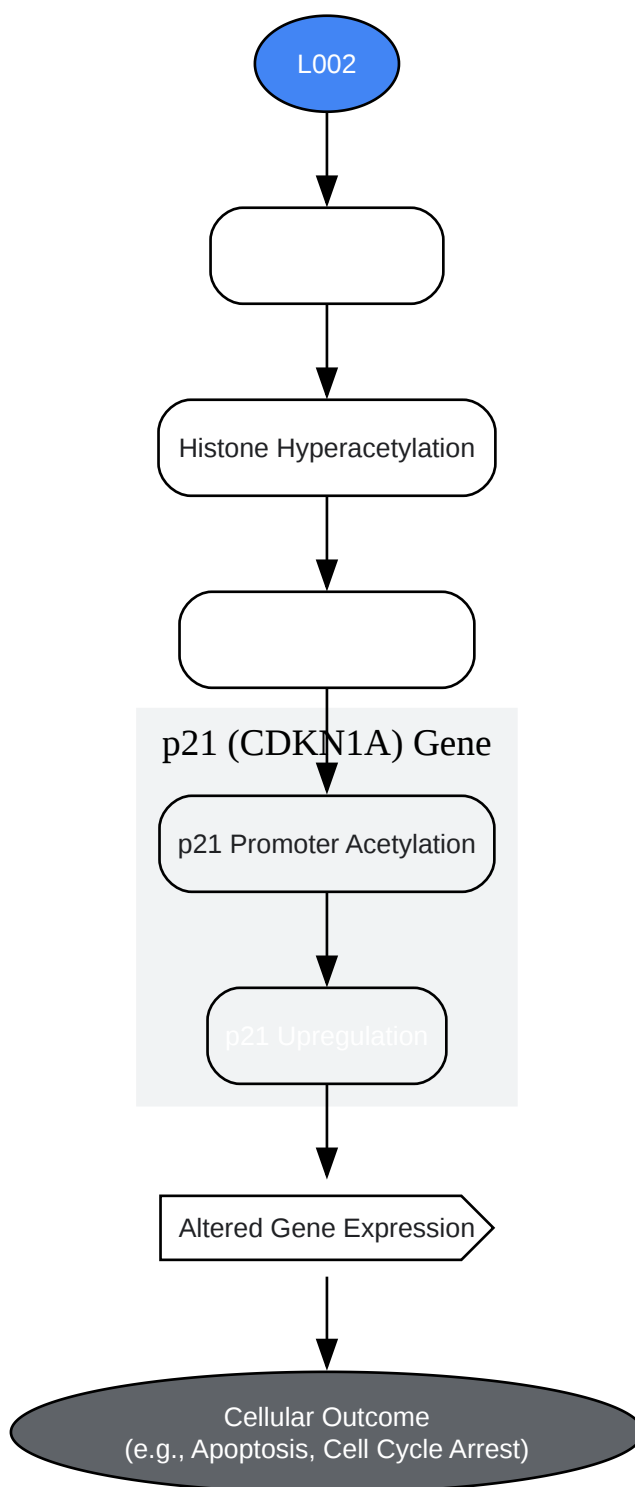 L002
Histone Hyperacetylation
p21 (CDKN1A) Gene
p21 Promoter Acetylation
p21 Upregulation
Altered Gene Expression
Cellular Outcome
(e.g., Apoptosis, Cell Cycle Arrest)